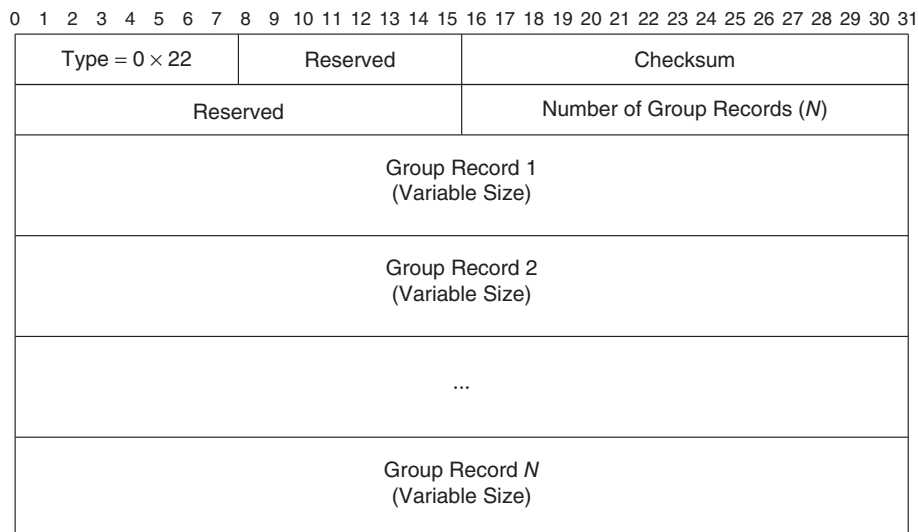 0 1 2 3 4 5 6 7 8 9 10 11 12 13 14 15 16 17 18 19 20 21 22 23 24 25 26 27 28 29 30 31
Type = 0 × 22 Reserved Checksum
Reserved Number of Group Records (N)
Group Record 1
(Variable Size)
Group Record 2
(Variable Size)
...
Group Record N
(Variable Size)